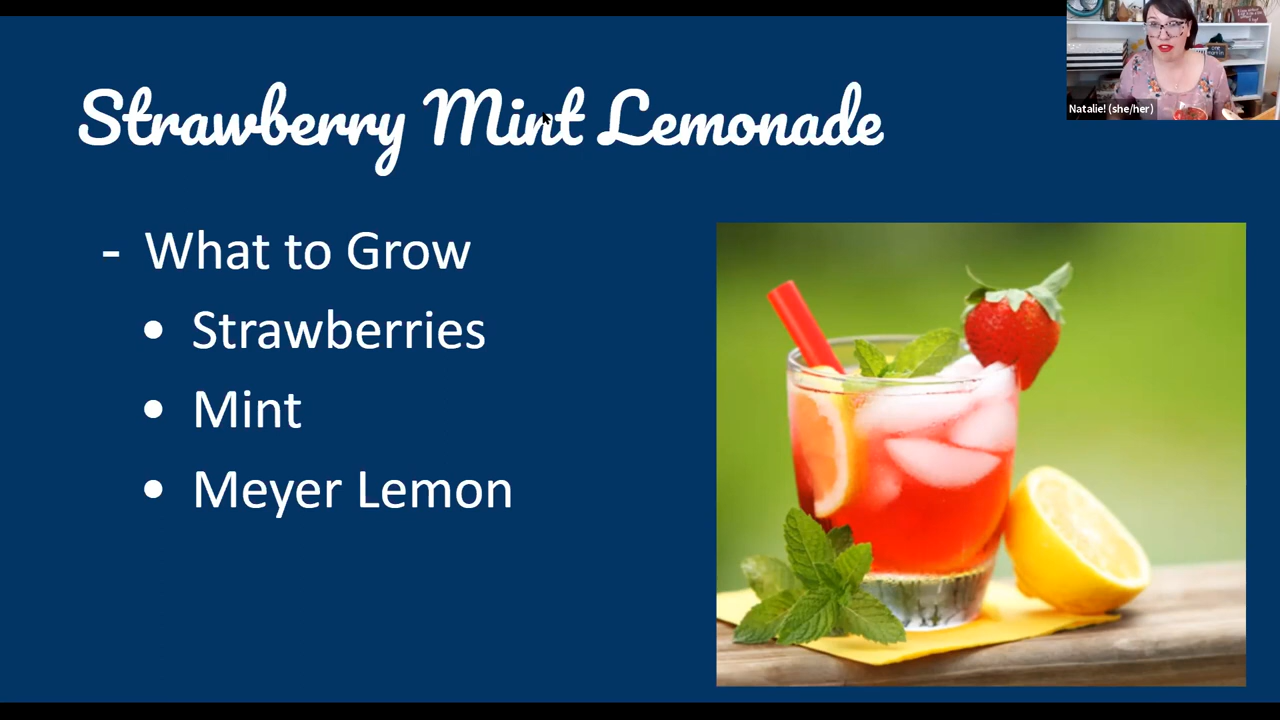 Strawberry Mint Lemonade
Natalie! (she/her)
- What to Grow
• Strawberries
• Mint
• Meyer Lemon